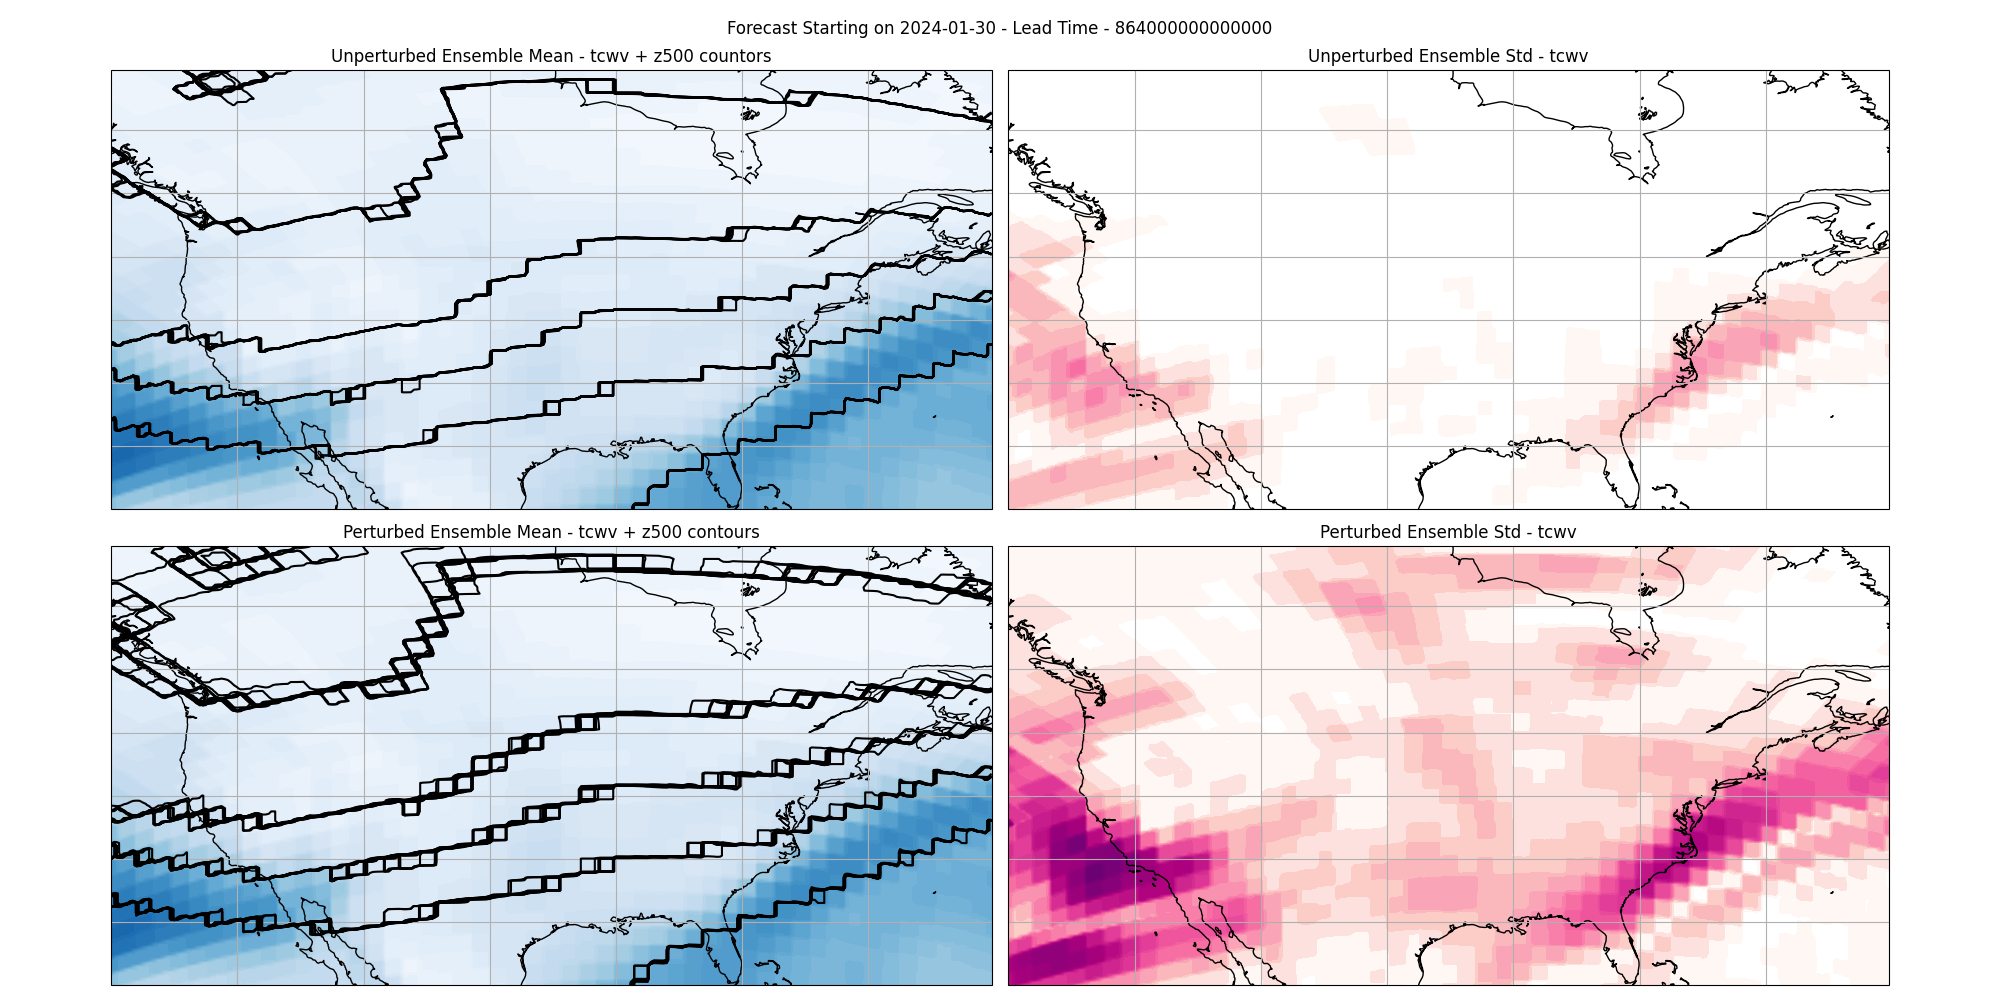 Forecast Starting on 2024-01-30 - Lead Time - 864000000000000
Unperturbed Ensemble Mean - tcwv + z500 countors
Unperturbed Ensemble Std - tcwv
Perturbed Ensemble Mean - tcwv + z500 contours
Perturbed Ensemble Std - tcwv